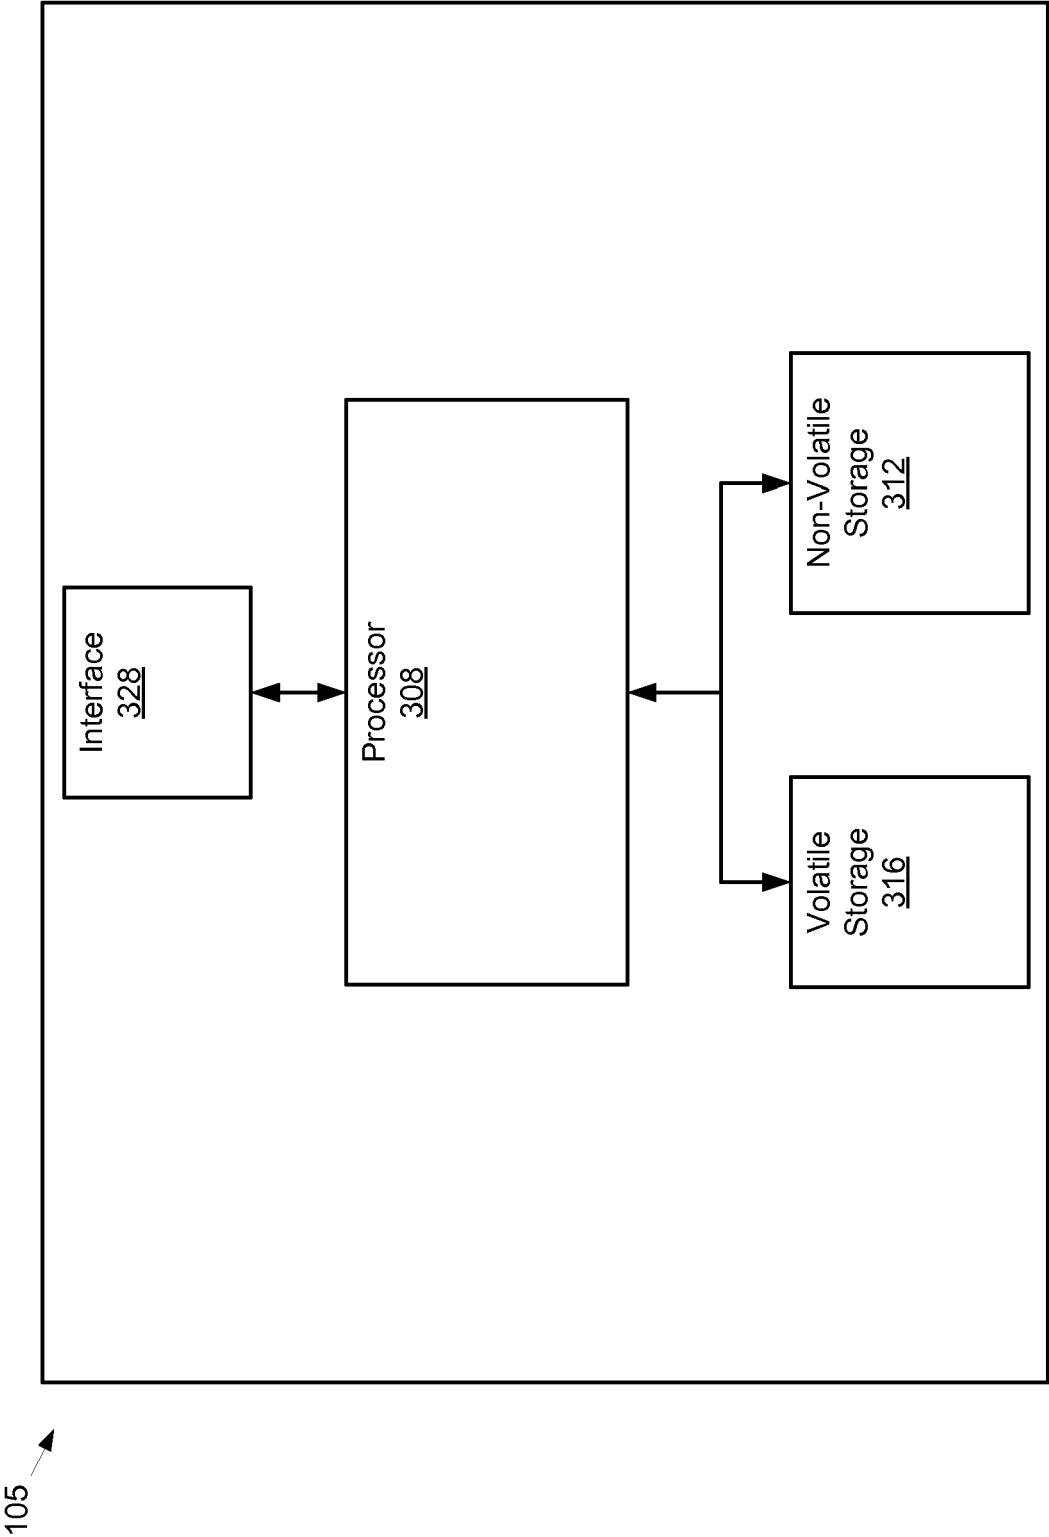 105
Interface
328
Processor
308
Volatile
Storage
316
Non-Volatile
Storage
312